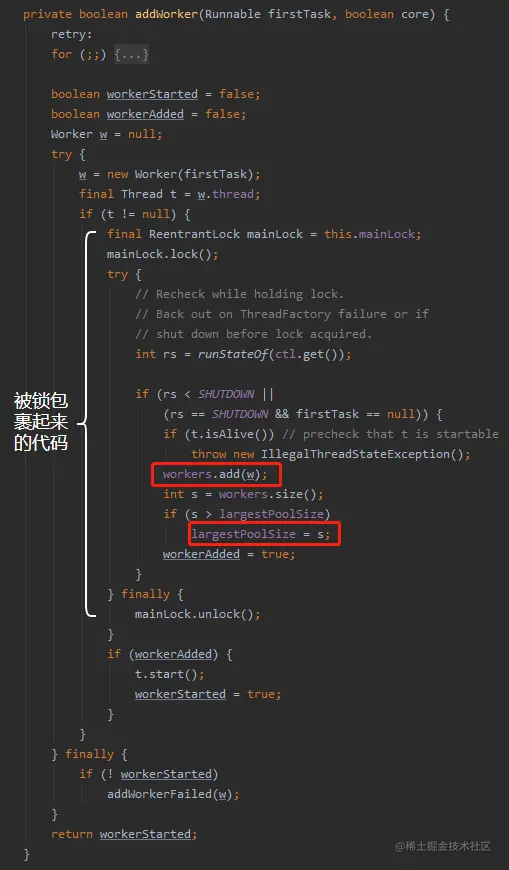 private boolean addWorker(Runnable firstTask, boolean core) {
retry:
for (;;) {...}
boolean workerStarted = false;
boolean workerAdded = false;
Worker w = null;
try {
w = new Worker(firstTask);
final Thread t = w.thread;
if (t != null) {
final ReentrantLock mainLock = this.mainLock;
mainLock.lock();
try {
// Recheck while holding lock.
// Back out on ThreadFactory failure or if
// shut down before lock acquired.
int rs = runStateOf(ctl.get());
if (rs < SHUTDOWN ||
(rs == SHUTDOWN && firstTask == null)) {
if (t.isAlive()) // precheck that t is startable
throw new IllegalThreadStateException();
workers.add(w);
int s = workers.size();
if (s > largestPoolSize)
largestPoolSize = s;
workerAdded = true;
}
} finally {
mainLock.unlock();
}
if (workerAdded) {
t.start();
workerStarted = true;
}
}
} finally {
if (! workerStarted)
addWorkerFailed(w);
}
return workerStarted;
}
被锁包
裹起来
的代码
@稀土掘金技术社区